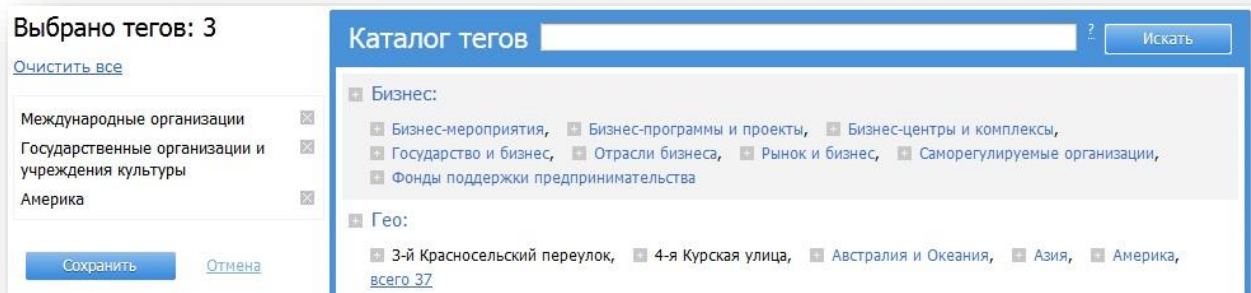 Выбрано тегов: 3
Очистить все
Международные организации
Государственные организации и
учреждения культуры
Америка
Сохранить Отмена
Каталог тегов ? Искать
Бизнес:
Бизнес-мероприятия, Бизнес-программы и проекты, Бизнес-центры и комплексы,
Государство и бизнес, Отрасли бизнеса, Рынок и бизнес, Саморегулируемые организации,
Фонды поддержки предпринимательства
Гео:
3-й Красносельский переулок, 4-я Курская улица, Австралия и Океания, Азия, Америка,
всего 37